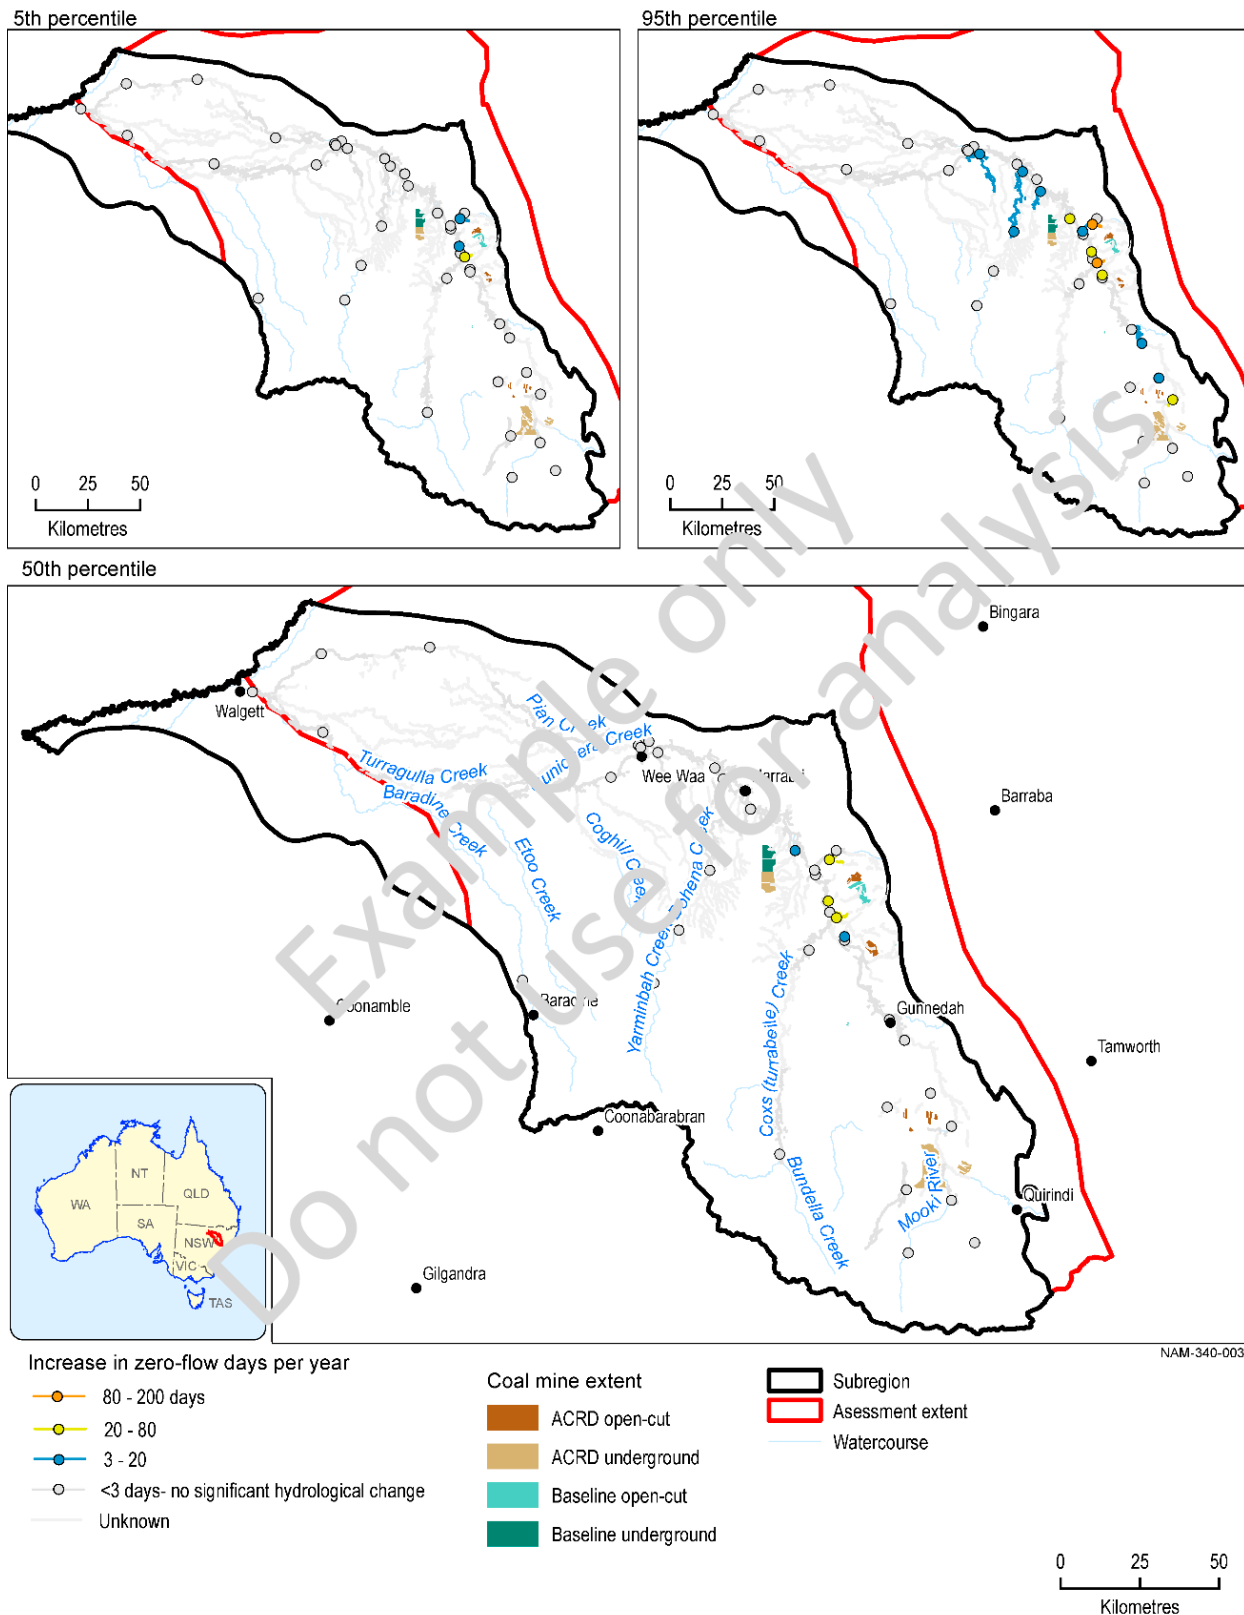 5th percentile
95th percentile
0 25 50
Kilometres
0 25 50
Kilometres
50th percentile
Bingara
Walgett
Pian Creek
Turragulla Creek
Creek
Wee Waa
Baradine Creek
Barraba
Etoo Creek
Coghill Creek
Bohena Creek
Yarminbah Creek
Coxs (turrabeile) Creek
Coonamble
Baradine
Gunnedah
Tamworth
Coonabarabran
Bundella Creek
Mooki River
Quirindi
Gilgandra
Example only
Do not use for analysis
WA
NT
QLD
SA
NSW
VIC
TAS
NAM-340-003
Increase in zero-flow days per year
80 - 200 days
20 - 80
3 - 20
<3 days- no significant hydrological change
Unknown
Coal mine extent
ACRD open-cut
ACRD underground
Baseline open-cut
Baseline underground
Subregion
Asessment extent
Watercourse
0 25 50
Kilometres